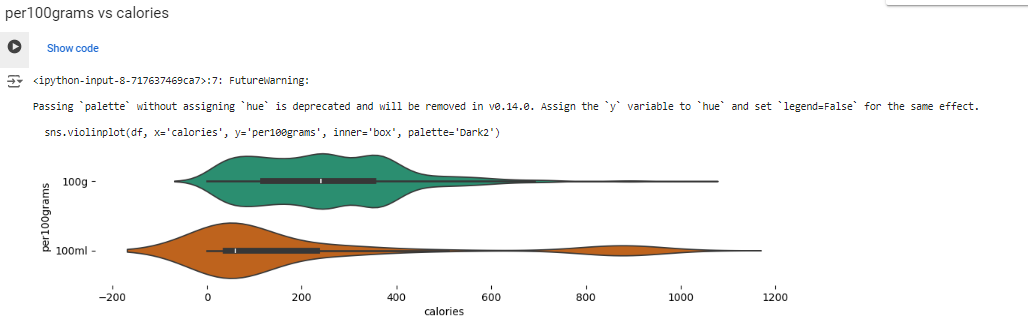 per100grams vs calories
Show code
<ipython-input-8-717637469ca7>:7: FutureWarning:
Passing `palette` without assigning `hue` is deprecated and will be removed in v0.14.0. Assign the `y` variable to `hue` and set `legend=False` for the same effect.
sns.violinplot(df, x='calories', y='per100grams', inner='box', palette='Dark2')
per100grams
100g
100ml
−200 0 200 400 600 800 1000 1200
calories